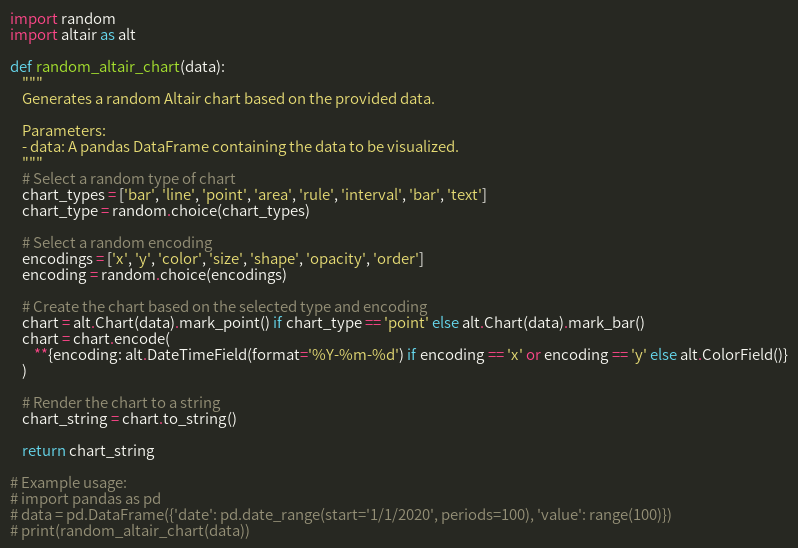 import random
import altair as alt

def random_altair_chart(data):
    """
    Generates a random Altair chart based on the provided data.

    Parameters:
    - data: A pandas DataFrame containing the data to be visualized.
    """
    # Select a random type of chart
    chart_types = ['bar', 'line', 'point', 'area', 'rule', 'interval', 'bar', 'text']
    chart_type = random.choice(chart_types)

    # Select a random encoding
    encodings = ['x', 'y', 'color', 'size', 'shape', 'opacity', 'order']
    encoding = random.choice(encodings)

    # Create the chart based on the selected type and encoding
    chart = alt.Chart(data).mark_point() if chart_type == 'point' else alt.Chart(data).mark_bar()
    chart = chart.encode(
        **{encoding: alt.DateTimeField(format='%Y-%m-%d') if encoding == 'x' or encoding == 'y' else alt.ColorField()}
    )

    # Render the chart to a string
    chart_string = chart.to_string()

    return chart_string

# Example usage:
# import pandas as pd
# data = pd.DataFrame({'date': pd.date_range(start='1/1/2020', periods=100), 'value': range(100)})
# print(random_altair_chart(data))